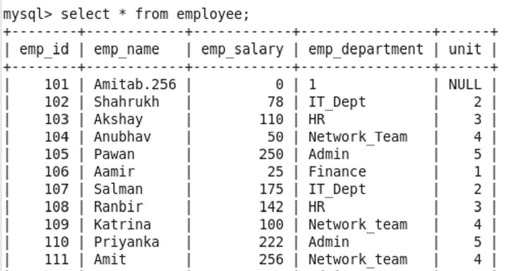 mysql> select * from employee;
+--------+------------+------------+----------------+------+
| emp_id | emp_name | emp_salary | emp_department | unit |
+--------+------------+------------+----------------+------+
| 101 | Amitab.256 | 0 | 1 | NULL |
| 102 | Shahrukh | 78 | IT_Dept | 2 |
| 103 | Akshay | 110 | HR | 3 |
| 104 | Anubhav | 50 | Network_Team | 4 |
| 105 | Pawan | 250 | Admin | 5 |
| 106 | Aamir | 25 | Finance | 1 |
| 107 | Salman | 175 | IT_Dept | 2 |
| 108 | Ranbir | 142 | HR | 3 |
| 109 | Katrina | 100 | Network_team | 4 |
| 110 | Priyanka | 222 | Admin | 5 |
| 111 | Amit | 256 | Network_team | 4 |